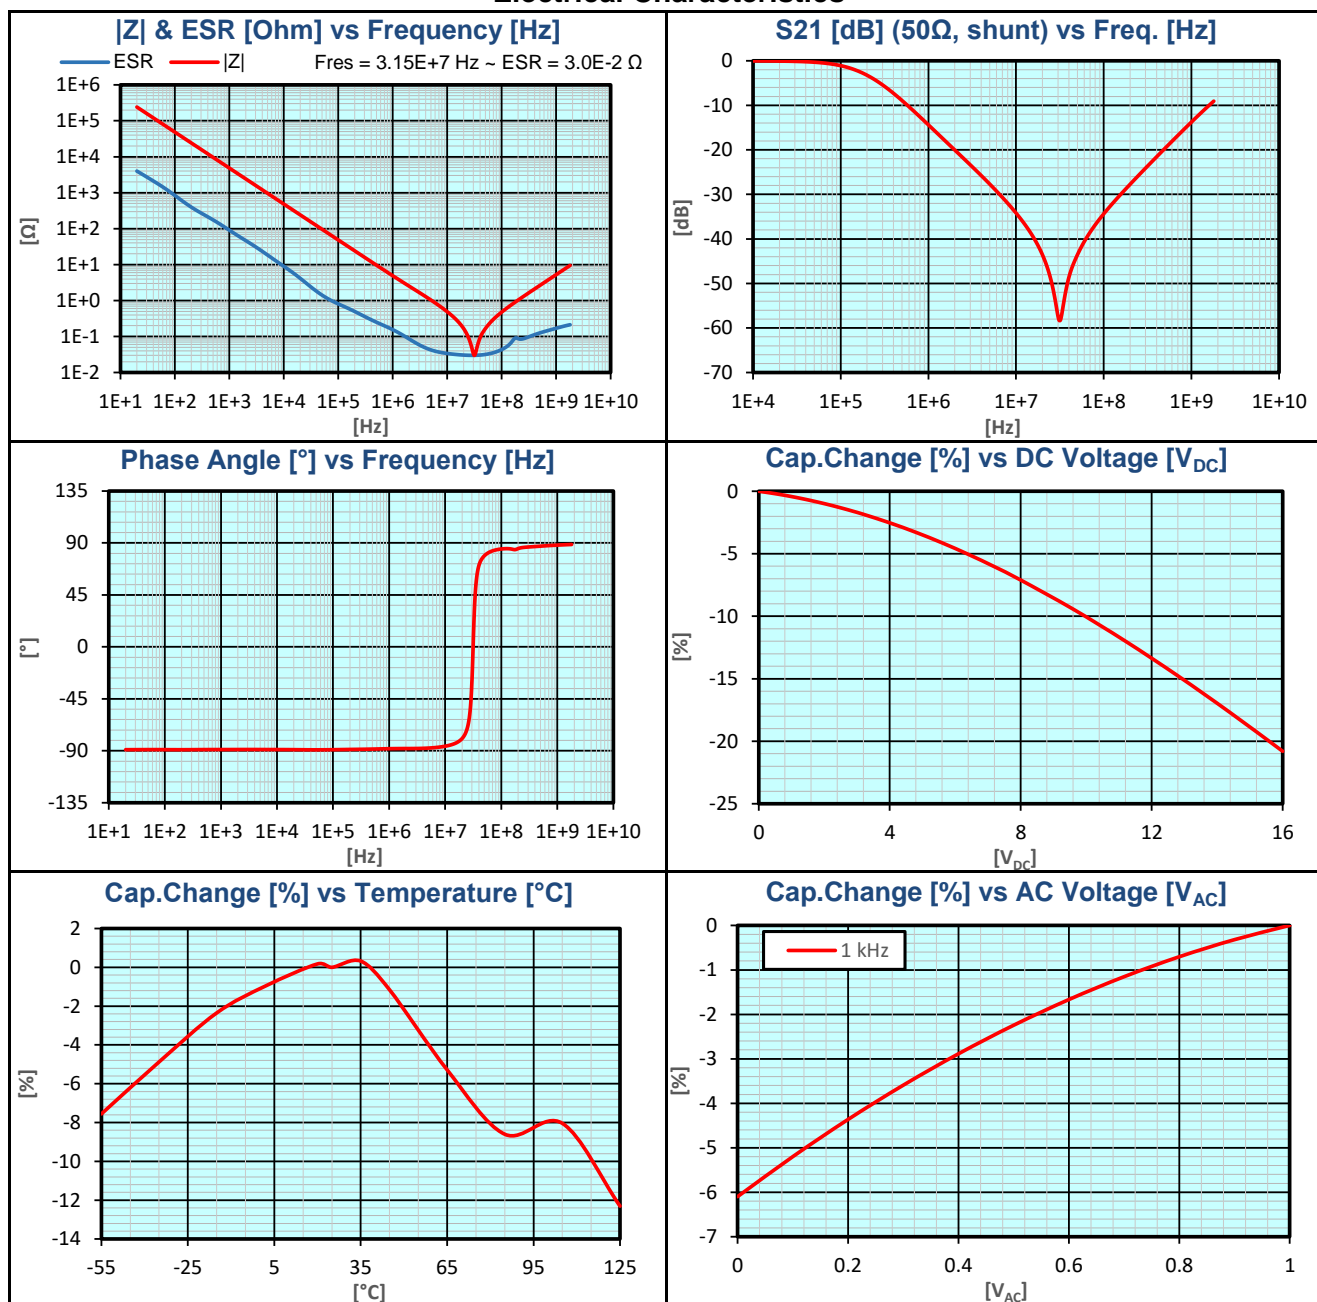 |Z| & ESR [Ohm] vs Frequency [Hz]
ESR
|Z|
Fres = 3.15E+7 Hz ~ ESR = 3.0E-2 Ω
1E+6
1E+5
1E+4
1E+3
1E+2
1E+1
1E+0
1E-1
1E-2
[Ω]
1E+1 1E+2 1E+3 1E+4 1E+5 1E+6 1E+7 1E+8 1E+9 1E+10
[Hz]
S21 [dB] (50Ω, shunt) vs Freq. [Hz]
0
-10
-20
-30
-40
-50
-60
-70
[dB]
1E+4 1E+5 1E+6 1E+7 1E+8 1E+9 1E+10
[Hz]
Phase Angle [°] vs Frequency [Hz]
135
90
45
0
-45
-90
-135
[°]
1E+1 1E+2 1E+3 1E+4 1E+5 1E+6 1E+7 1E+8 1E+9 1E+10
[Hz]
Cap.Change [%] vs DC Voltage [VDC]
0
-5
-10
-15
-20
-25
[%]
0 4 8 12 16
[VDC]
Cap.Change [%] vs Temperature [°C]
2
0
-2
-4
-6
-8
-10
-12
-14
[%]
-55 -25 5 35 65 95 125
[°C]
Cap.Change [%] vs AC Voltage [VAC]
1 kHz
0
-1
-2
-3
-4
-5
-6
-7
[%]
0 0.2 0.4 0.6 0.8 1
[VAC]